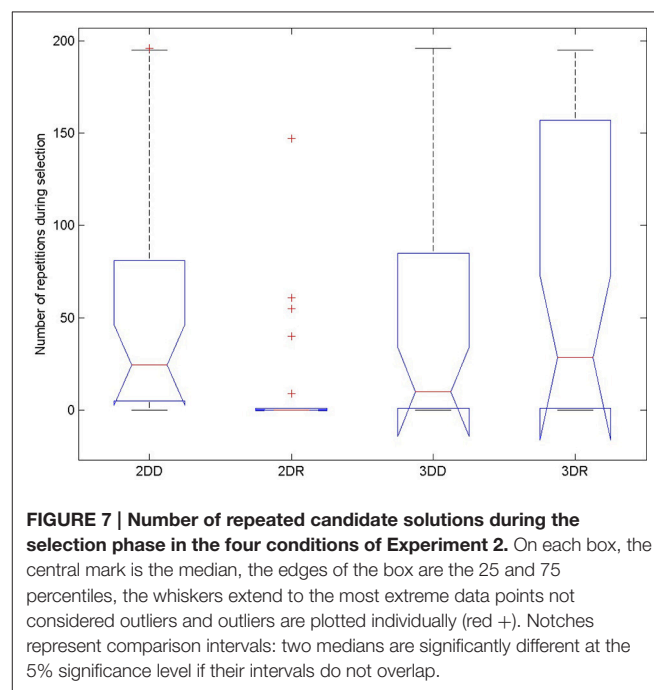 200
150
100
50
0
Number of repetitions during selection
2DD 2DR 3DD 3DR
FIGURE 7 | Number of repeated candidate solutions during the
selection phase in the four conditions of Experiment 2. On each box, the
central mark is the median, the edges of the box are the 25 and 75
percentiles, the whiskers extend to the most extreme data points not
considered outliers and outliers are plotted individually (red +). Notches
represent comparison intervals: two medians are significantly different at the
5% significance level if their intervals do not overlap.